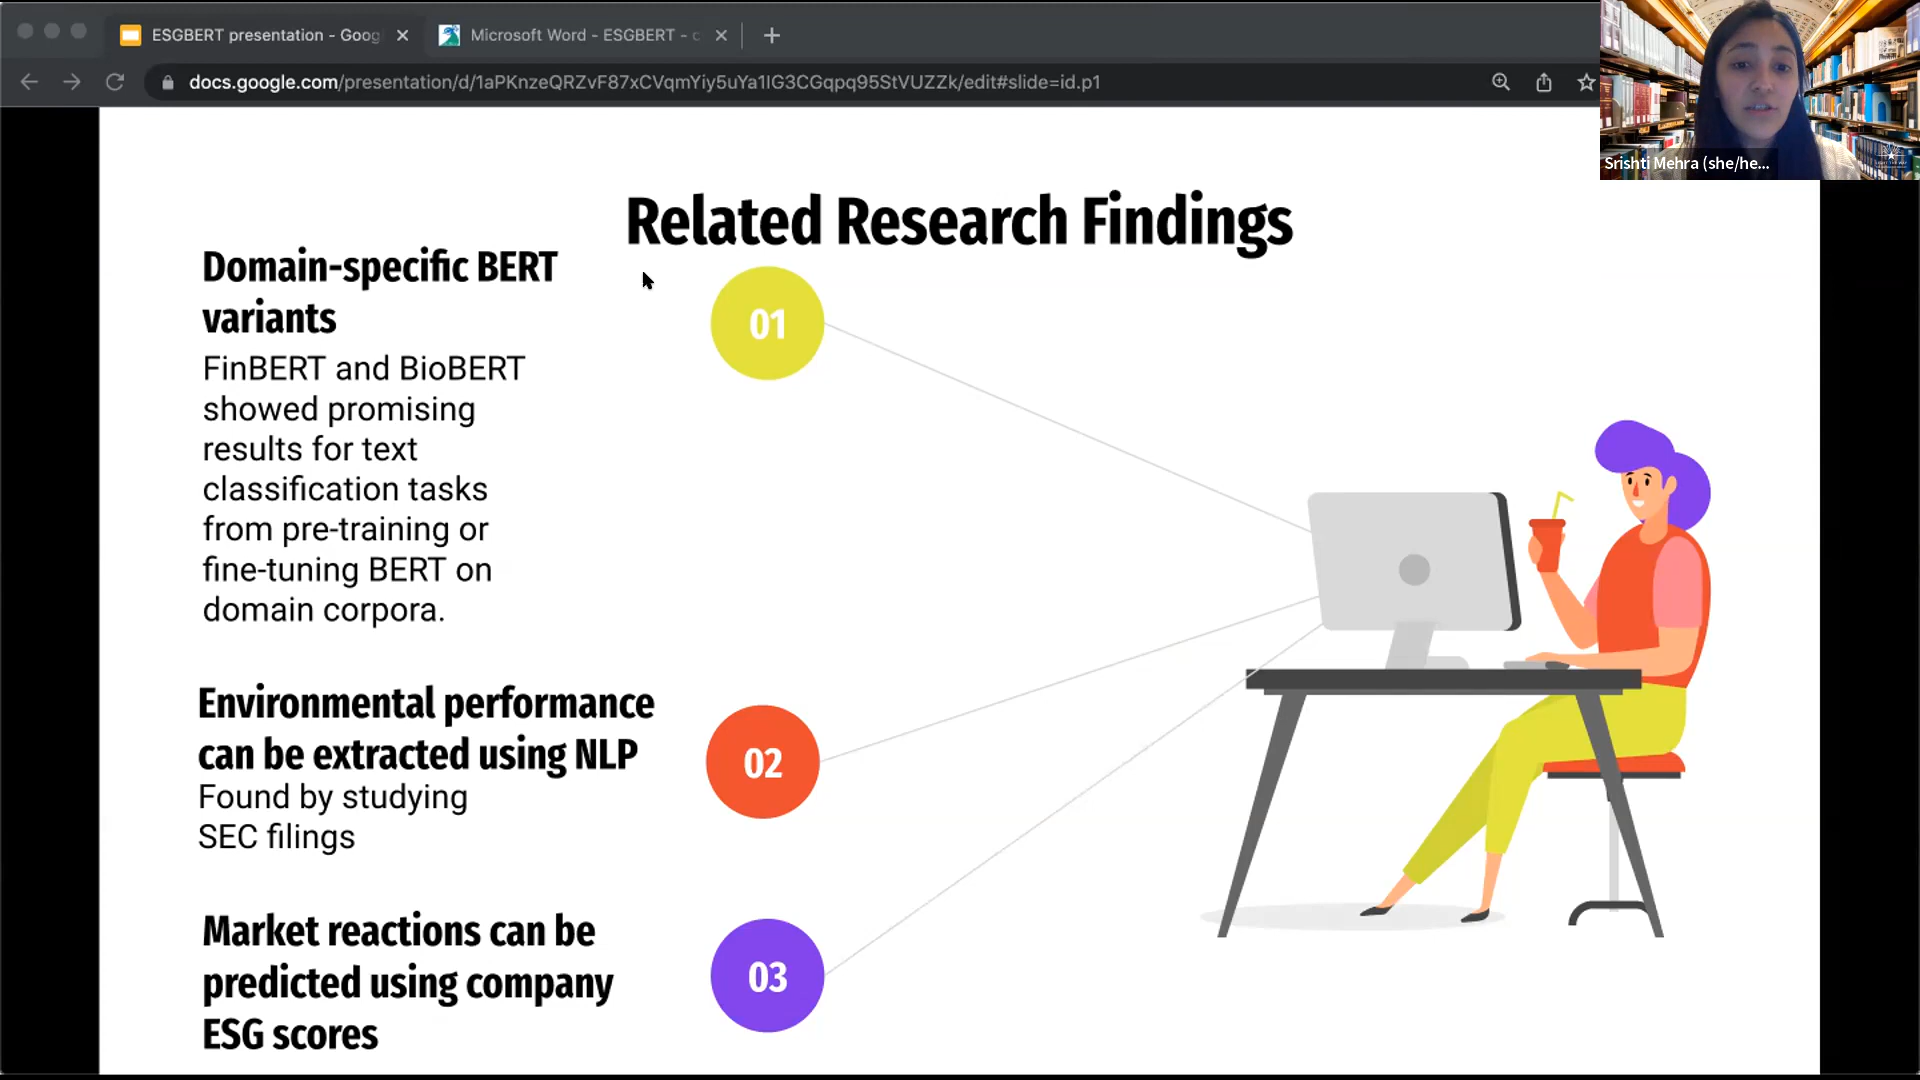 ESGBERT presentation - Goog
Microsoft Word - ESGBERT - c
docs.google.com/presentation/d/1aPKnzeQRZvF87xCVqmYiy5uYa1lG3CGqpq95StVUZZk/edit#slide=id.p1
Srishti Mehra (she/he...
Related Research Findings
Domain-specific BERT
variants
FinBERT and BioBERT
showed promising
results for text
classification tasks
from pre-training or
fine-tuning BERT on
domain corpora.
01
Environmental performance
can be extracted using NLP
Found by studying
SEC filings
02
Market reactions can be
predicted using company
ESG scores
03